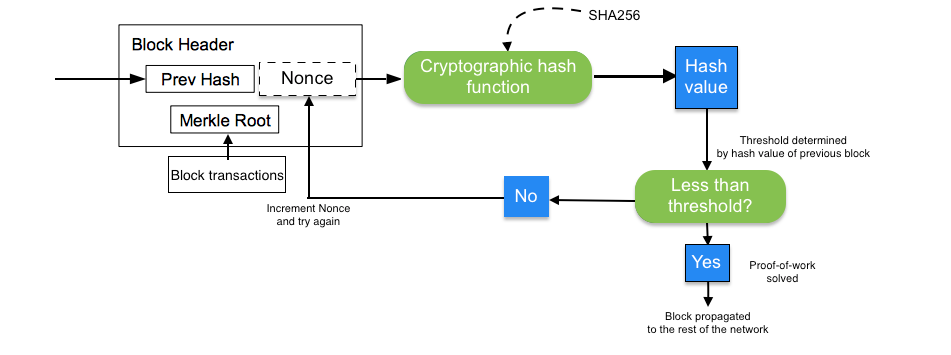 SHA256
Block Header
Prev Hash
Nonce
Cryptographic hash
function
Hash
value
Merkle Root
Threshold determined
by hash value of previous block
Block transactions
Less than
threshold?
No
Increment Nonce
and try again
Yes
Proof-of-work
solved
Block propagated
to the rest of the network